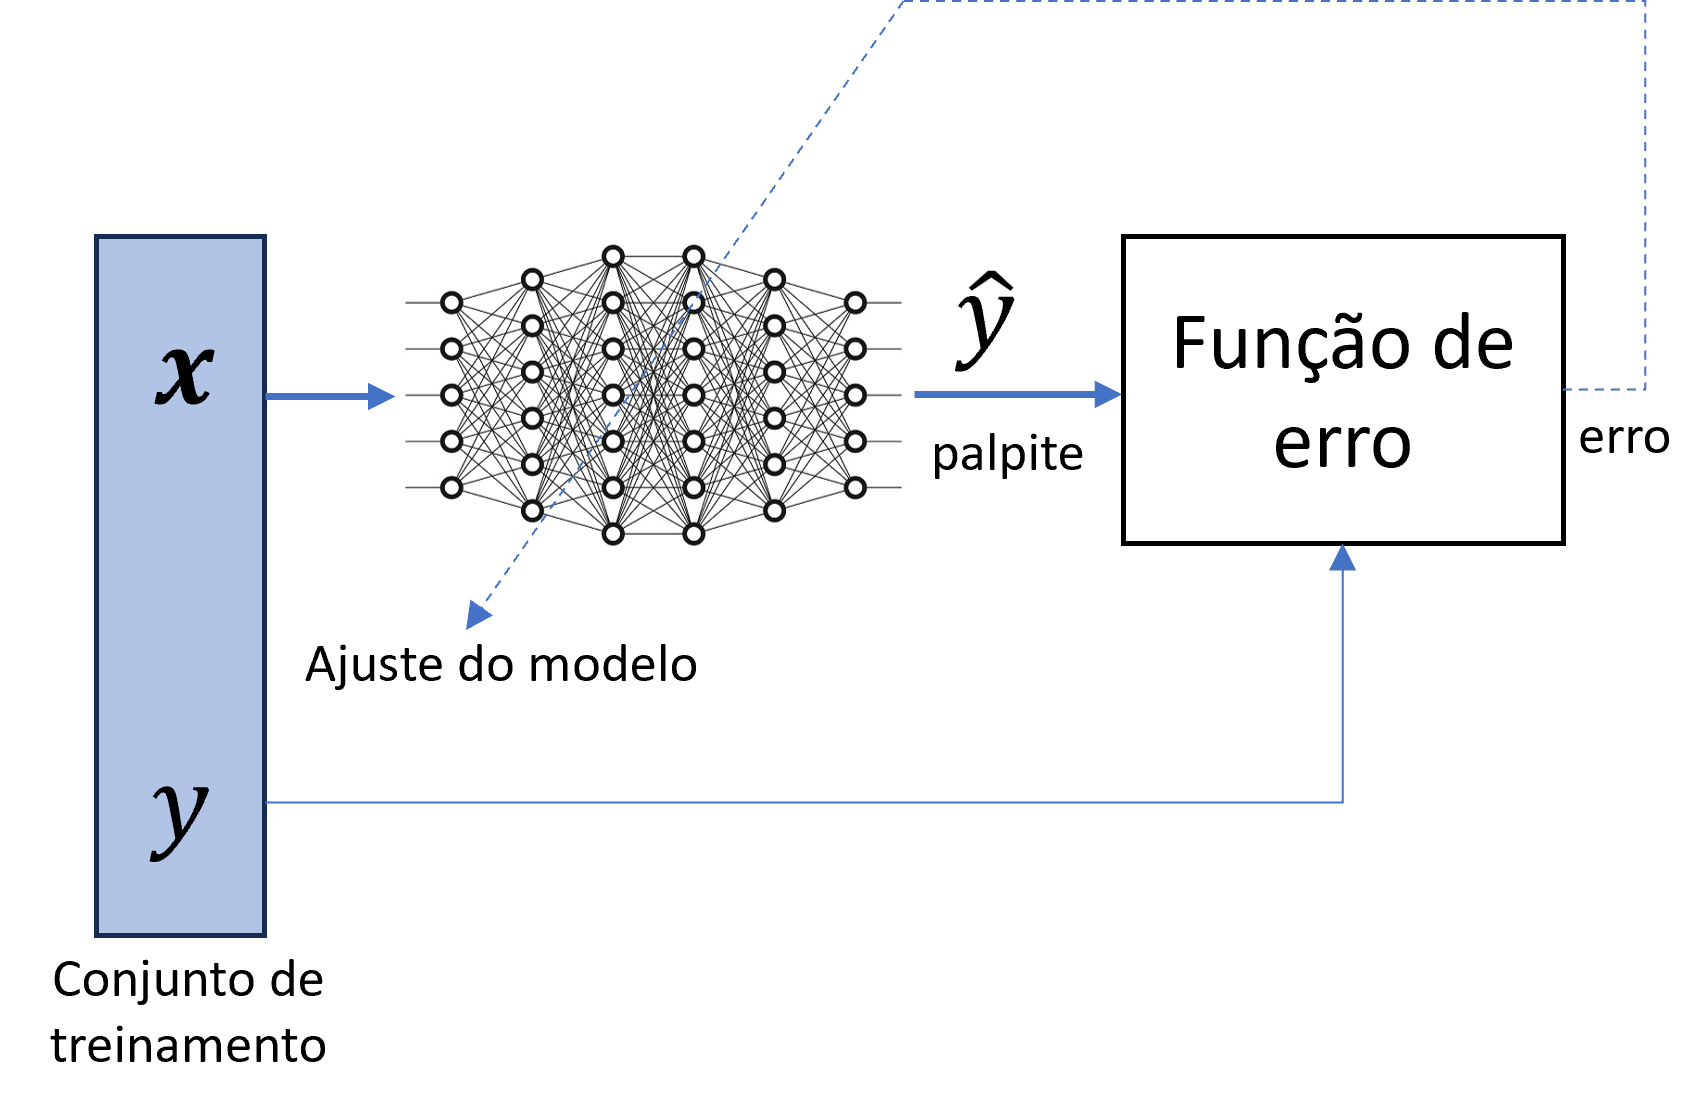 x
ŷ
palpite
Função de
erro
erro
Ajuste do modelo
y
Conjunto de
treinamento